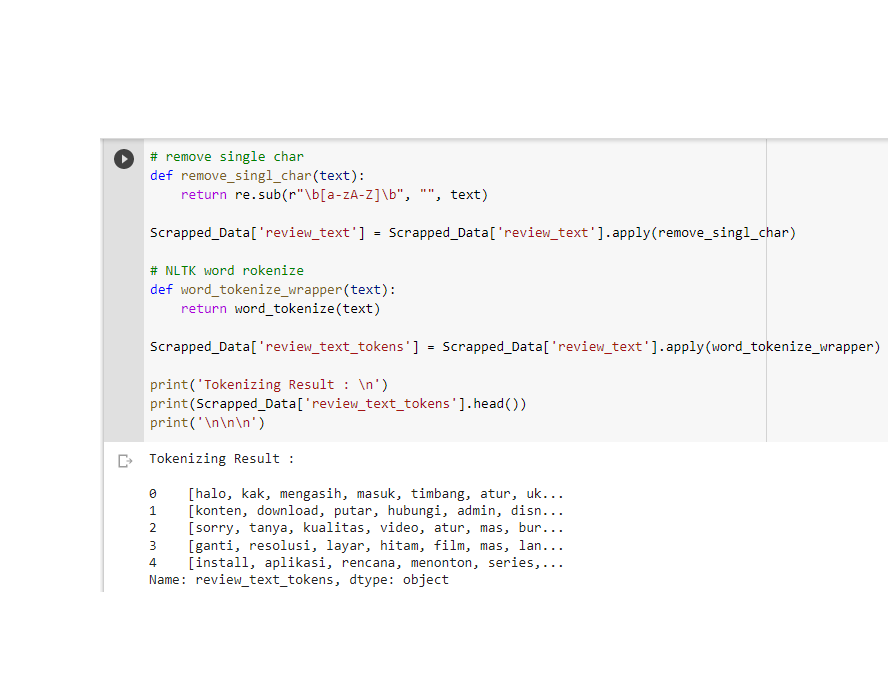 # remove single char
def remove_singl_char(text):
    return re.sub(r"\b[a-zA-Z]\b", "", text)

Scrapped_Data['review_text'] = Scrapped_Data['review_text'].apply(remove_singl_char)

# NLTK word rokenize
def word_tokenize_wrapper(text):
    return word_tokenize(text)

Scrapped_Data['review_text_tokens'] = Scrapped_Data['review_text'].apply(word_tokenize_wrapper)

print('Tokenizing Result : \n')
print(Scrapped_Data['review_text_tokens'].head())
print('\n\n\n')
Tokenizing Result :

0    [halo, kak, mengasih, masuk, timbang, atur, uk...
1    [konten, download, putar, hubungi, admin, disn...
2    [sorry, tanya, kualitas, video, atur, mas, bur...
3    [ganti, resolusi, layar, hitam, film, mas, lan...
4    [install, aplikasi, rencana, menonton, series,...
Name: review_text_tokens, dtype: object